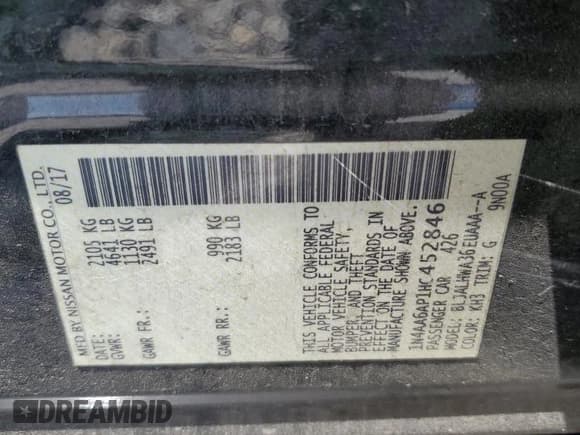 MFD BY NISSAN MOTOR CO., LTD.
DATE: 08/17
GVWR: 2105 KG
4641 LB
GAWR FR.: 1130 KG
2491 LB
GAWR RR.: 990 KG
2183 LB
THIS VEHICLE CONFORMS TO
ALL APPLICABLE FEDERAL
MOTOR VEHICLE SAFETY,
BUMPER, AND THEFT
PREVENTION STANDARDS IN
EFFECT ON THE DATE OF
MANUFACTURE SHOWN ABOVE.
1N4AA6AP1HC452846
PASSENGER CAR A26
MODEL: BLJALHWA36EUAAA--A
COLOR: KH3 TRIM: G 9N00A
DREAMBID